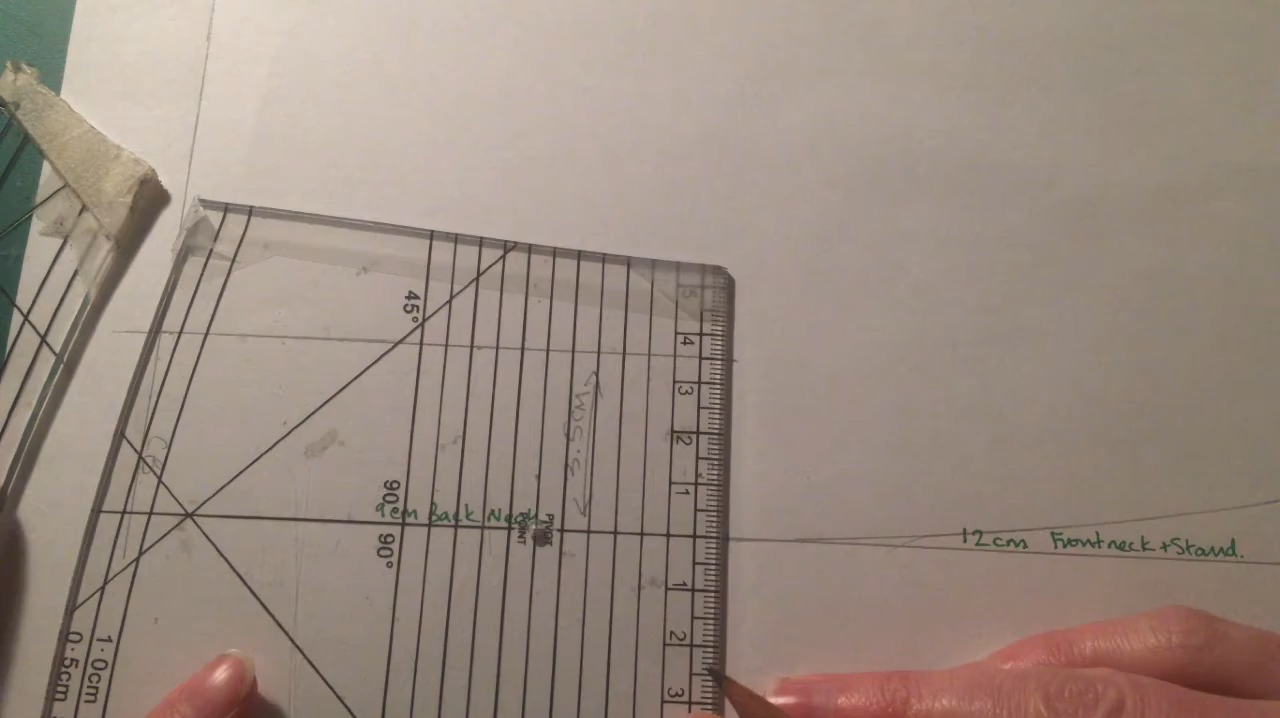 5
4
45°
3
3.5CM
2
1
90°
9cm Back Neck
PIVOT
POINT
12cm Frontneck + Stand.
90°
1
2
3
1.0cm
0.5cm